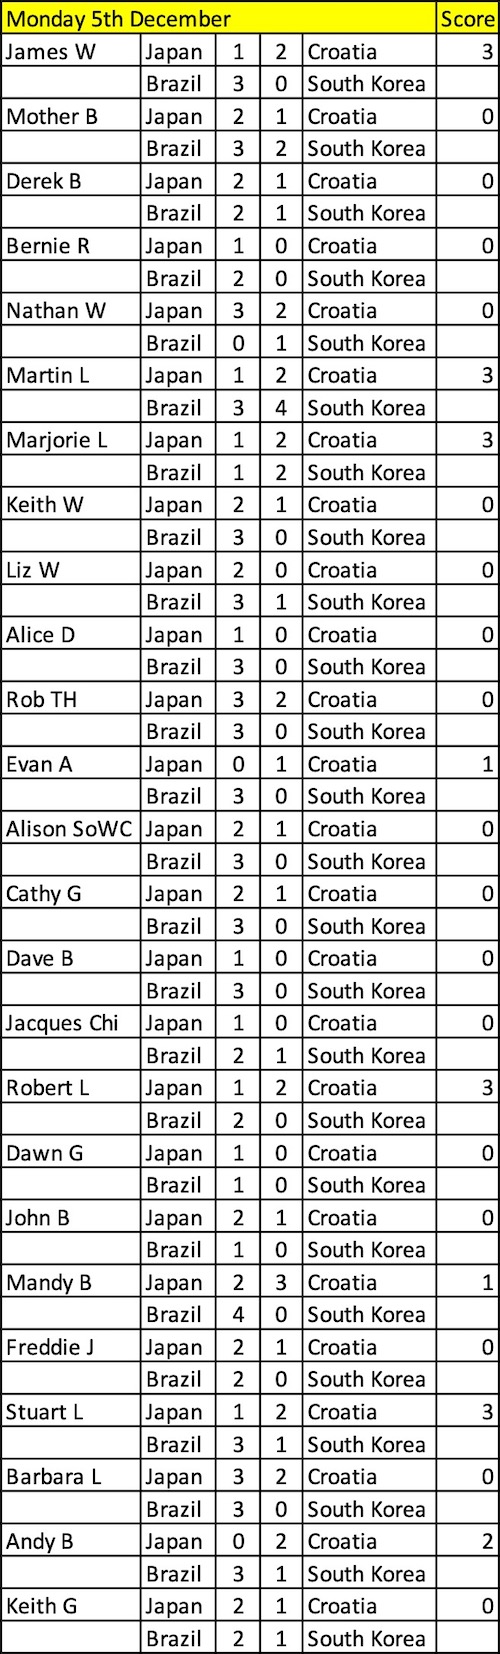 Monday 5th December Score
James W Japan 1 2 Croatia 3
Brazil 3 0 South Korea
Mother B Japan 2 1 Croatia 0
Brazil 3 2 South Korea
Derek B Japan 2 1 Croatia 0
Brazil 2 1 South Korea
Bernie R Japan 1 0 Croatia 0
Brazil 2 0 South Korea
Nathan W Japan 3 2 Croatia 0
Brazil 0 1 South Korea
Martin L Japan 1 2 Croatia 3
Brazil 3 4 South Korea
Marjorie L Japan 1 2 Croatia 3
Brazil 1 2 South Korea
Keith W Japan 2 1 Croatia 0
Brazil 3 0 South Korea
Liz W Japan 2 0 Croatia 0
Brazil 3 1 South Korea
Alice D Japan 1 0 Croatia 0
Brazil 3 0 South Korea
Rob TH Japan 3 2 Croatia 0
Brazil 3 0 South Korea
Evan A Japan 0 1 Croatia 1
Brazil 3 0 South Korea
Alison SoWC Japan 2 1 Croatia 0
Brazil 3 0 South Korea
Cathy G Japan 2 1 Croatia 0
Brazil 3 0 South Korea
Dave B Japan 1 0 Croatia 0
Brazil 3 0 South Korea
Jacques Chi Japan 1 0 Croatia 0
Brazil 2 1 South Korea
Robert L Japan 1 2 Croatia 3
Brazil 2 0 South Korea
Dawn G Japan 1 0 Croatia 0
Brazil 1 0 South Korea
John B Japan 2 1 Croatia 0
Brazil 1 0 South Korea
Mandy B Japan 2 3 Croatia 1
Brazil 4 0 South Korea
Freddie J Japan 2 1 Croatia 0
Brazil 2 0 South Korea
Stuart L Japan 1 2 Croatia 3
Brazil 3 1 South Korea
Barbara L Japan 3 2 Croatia 0
Brazil 3 0 South Korea
Andy B Japan 0 2 Croatia 2
Brazil 3 1 South Korea
Keith G Japan 2 1 Croatia 0
Brazil 2 1 South Korea